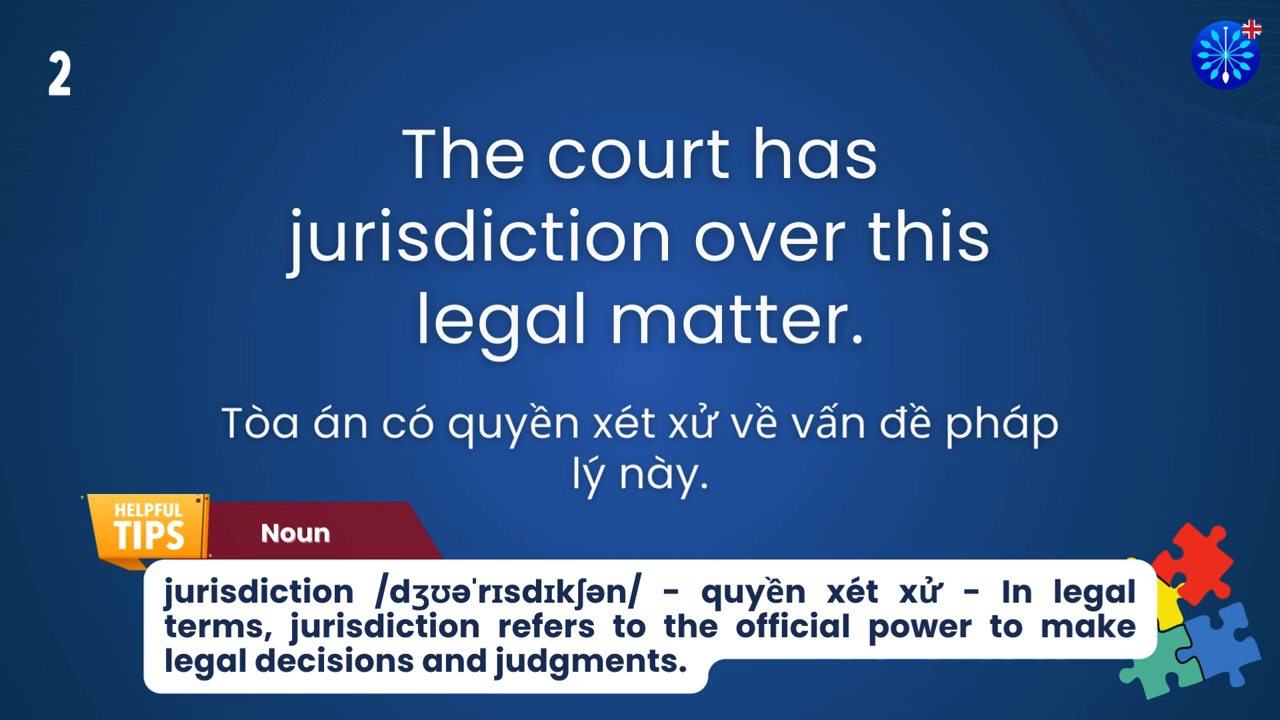 2
The court has
jurisdiction over this
legal matter.
Tòa án có quyền xét xử về vấn đề pháp
lý này.
HELPFUL
TIPS
Noun
jurisdiction /dʒʊəˈrɪsdɪkʃən/ - quyền xét xử - In legal
terms, jurisdiction refers to the official power to make
legal decisions and judgments.